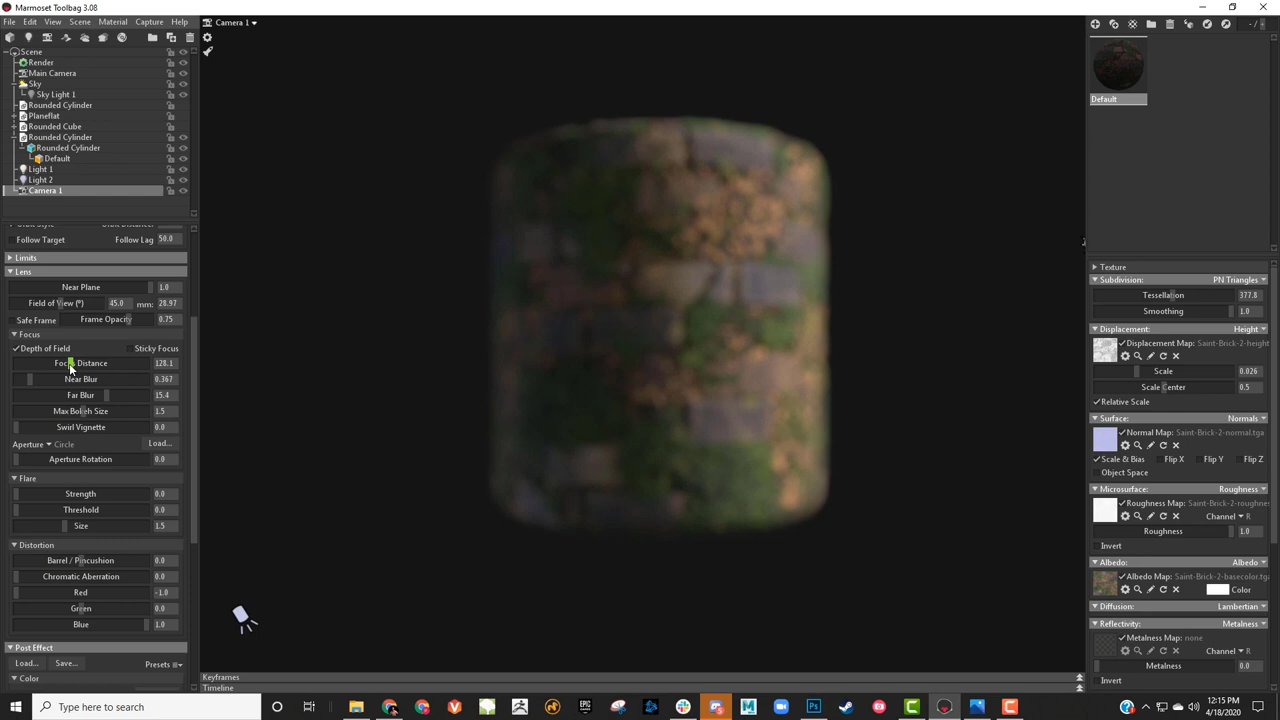 Marmoset Toolbag 3.08
File Edit View Scene Material Capture Help
Camera 1
Scene
Render
Main Camera
Sky
Sky Light 1
Rounded Cylinder
Planeflat
Rounded Cube
Rounded Cylinder
Rounded Cylinder
Default
Light 1
Light 2
Camera 1
Follow Target Follow Lag 50.0
Limits
Lens
Near Plane 1.0
Field of View (°) 45.0 mm: 28.97
Safe Frame Frame Opacity 0.75
Focus
Depth of Field Sticky Focus
Focus Distance 128.1
Near Blur 0.367
Far Blur 15.4
Max Bokeh Size 1.5
Swirl Vignette 0.0
Aperture Circle Load...
Aperture Rotation 0.0
Flare
Strength 0.0
Threshold 0.0
Size 1.5
Distortion
Barrel / Pincushion 0.0
Chromatic Aberration 0.0
Red -1.0
Green 0.0
Blue 1.0
Post Effect
Load... Save... Presets
Color
Keyframes
Timeline
Default
Texture
Subdivision: PN Triangles
Tessellation 377.8
Smoothing 1.0
Displacement: Height
Displacement Map: Saint-Brick-2-height
Scale 0.026
Scale Center 0.5
Relative Scale
Surface: Normals
Normal Map: Saint-Brick-2-normal.tga
Scale & Bias Flip X Flip Y Flip Z
Object Space
Microsurface: Roughness
Roughness Map: Saint-Brick-2-roughne
Channel R
Roughness 1.0
Invert
Albedo: Albedo
Albedo Map: Saint-Brick-2-basecolor.tga
Color
Diffusion: Lambertian
Reflectivity: Metalness
Metalness Map: none
Channel R
Metalness 0.0
Invert
Type here to search
12:15 PM
4/18/2020